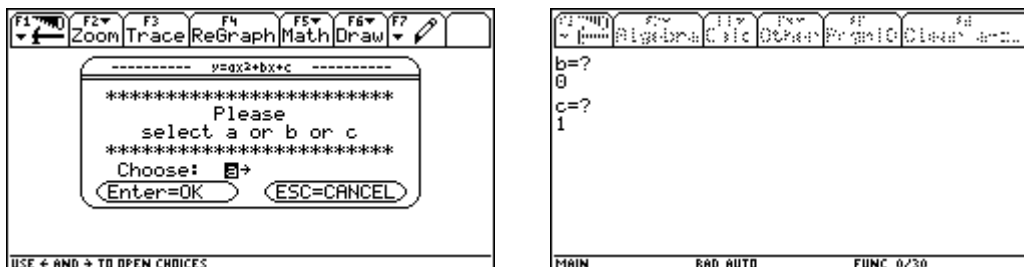 F1 F2 F3 F4 F5 F6 F7
Zoom Trace ReGraph Math Draw
---------- y=ax²+bx+c ----------
************************
Please
select a or b or c
************************
Choose: a→
Enter=OK ESC=CANCEL
USE ← AND → TO OPEN CHOICES
Algebra Calc Other PrgmIO Clear
b=?
0
c=?
1
MAIN RAD AUTO FUNC 0/30